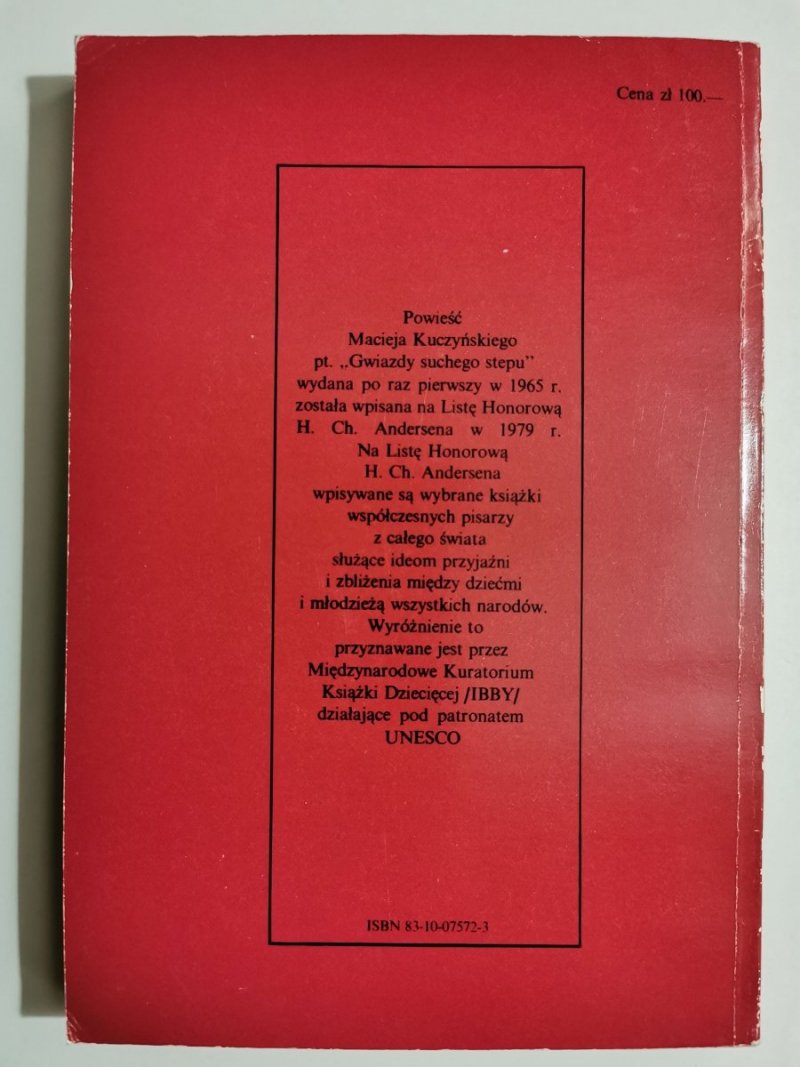 Cena zł 100.—
Powieść
Macieja Kuczyńskiego
pt. „Gwiazdy suchego stepu”
wydana po raz pierwszy w 1965 r.
została wpisana na Listę Honorową
H. Ch. Andersena w 1979 r.
Na Listę Honorową
H. Ch. Andersena
wpisywane są wybrane książki
współczesnych pisarzy
z całego świata
służące ideom przyjaźni
i zbliżenia między dziećmi
i młodzieżą wszystkich narodów.
Wyróżnienie to
przyznawane jest przez
Międzynarodowe Kuratorium
Książki Dziecięcej /IBBY/
działające pod patronatem
UNESCO
ISBN 83-10-07572-3